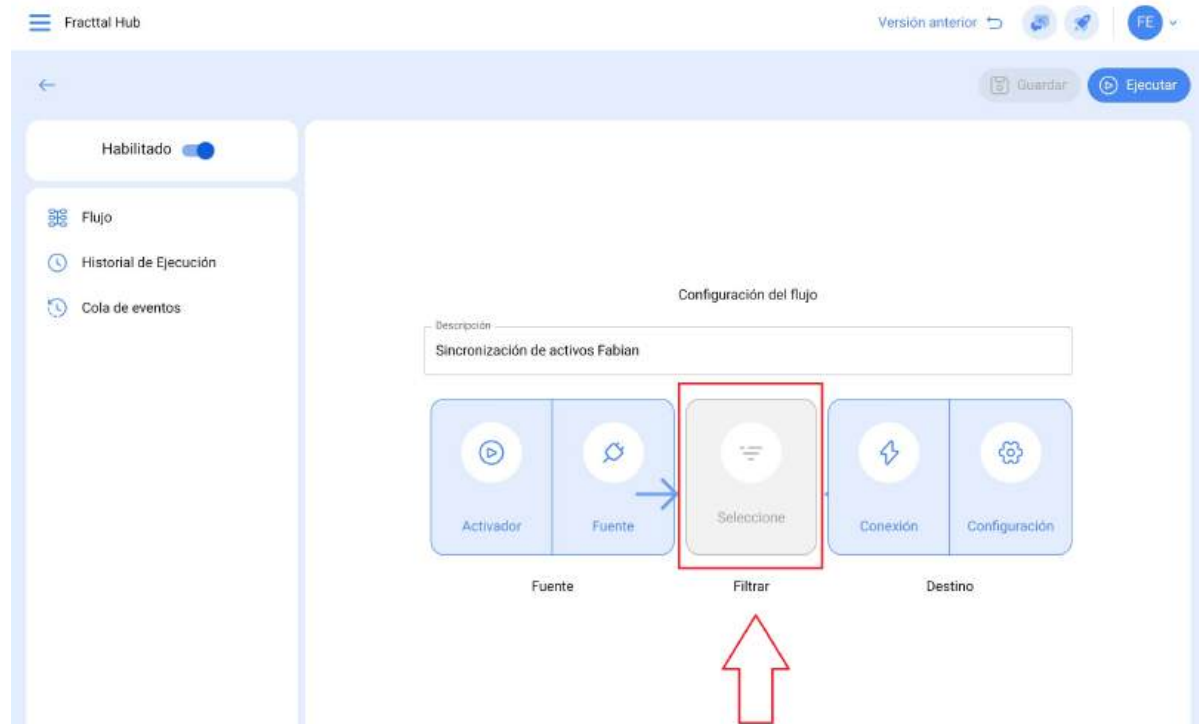 Fracttal Hub
Versión anterior
FE
Guardar
Ejecutar
Habilitado
Flujo
Historial de Ejecución
Cola de eventos
Configuración del flujo
Descripción
Sincronización de activos Fabian
Activador
Fuente
Seleccione
Conexión
Configuración
Fuente
Filtrar
Destino